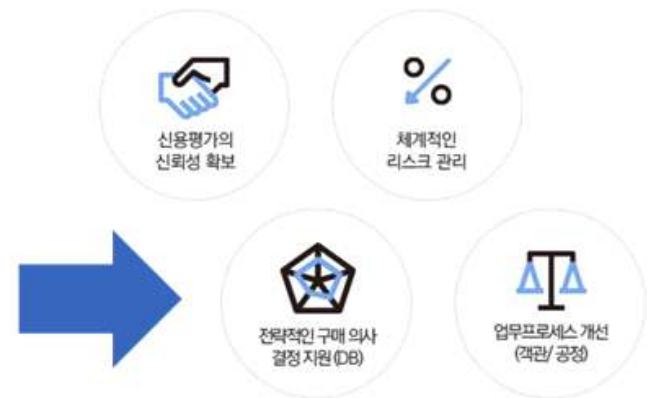 신용평가의
신뢰성 확보
체계적인
리스크 관리
전략적인 구매 의사
결정 지원 (DB)
업무프로세스 개선
(객관/ 공정)